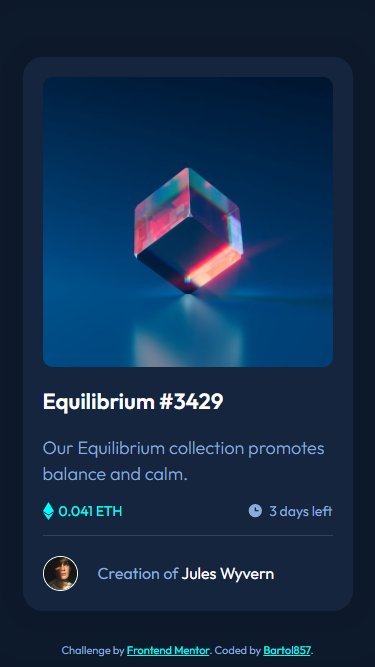 Equilibrium #3429
Our Equilibrium collection promotes
balance and calm.
0.041 ETH
3 days left
Creation of Jules Wyvern
Challenge by Frontend Mentor. Coded by Bartol857.